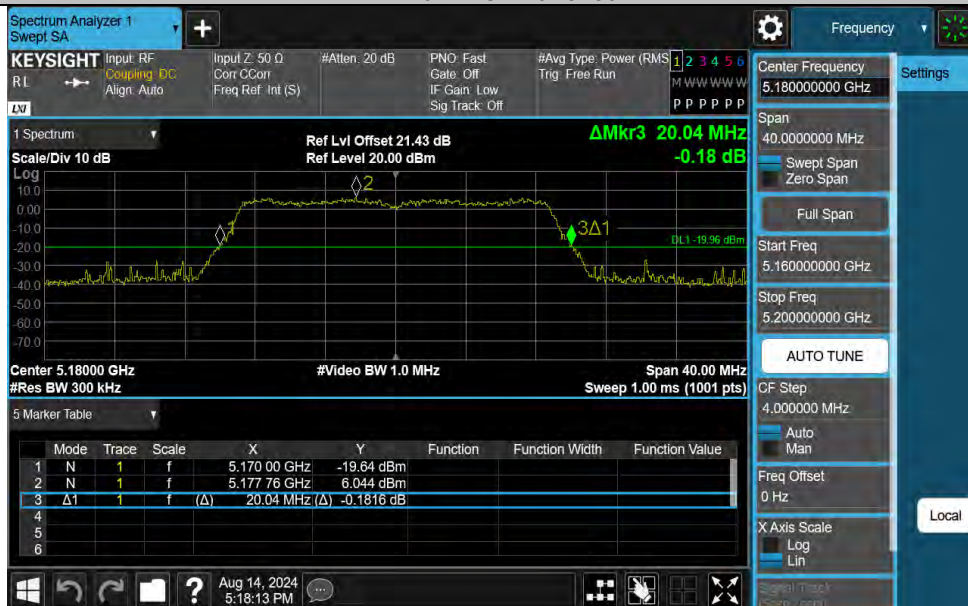 Spectrum Analyzer 1
Swept SA
+
Frequency
KEYSIGHT
RL
LXI
Input: RF
Coupling: DC
Align: Auto
Input Z: 50 Ω
Corr CCorr
Freq Ref: Int (S)
#Atten: 20 dB
PNO: Fast
Gate: Off
IF Gain: Low
Sig Track: Off
#Avg Type: Power (RMS
Trig: Free Run
1 2 3 4 5 6
M W W W W W
P P P P P P
1 Spectrum
Scale/Div 10 dB
Ref Lvl Offset 21.43 dB
Ref Level 20.00 dBm
ΔMkr3 20.04 MHz
-0.18 dB
Log
10.0
0.00
-10.0
-20.0
-30.0
-40.0
-50.0
-60.0
-70.0
1
2
3Δ1
DL1 -19.96 dBm
Center 5.18000 GHz
#Video BW 1.0 MHz
Span 40.00 MHz
#Res BW 300 kHz
Sweep 1.00 ms (1001 pts)
5 Marker Table
Mode Trace Scale X Y Function Function Width Function Value
1 N 1 f 5.170 00 GHz -19.64 dBm
2 N 1 f 5.177 76 GHz 6.044 dBm
3 Δ1 1 f (Δ) 20.04 MHz (Δ) -0.1816 dB
4
5
6
?
Aug 14, 2024
5:18:13 PM
Center Frequency
5.180000000 GHz
Span
40.0000000 MHz
Swept Span
Zero Span
Full Span
Start Freq
5.160000000 GHz
Stop Freq
5.200000000 GHz
AUTO TUNE
CF Step
4.000000 MHz
Auto
Man
Freq Offset
0 Hz
X Axis Scale
Log
Lin
Signal Track
Settings
Local